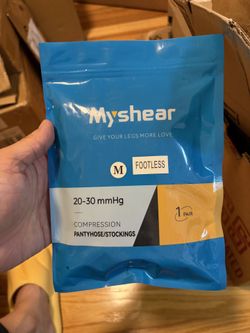 Myshear
GIVE YOUR LEGS MORE LOVE
M
FOOTLESS
20-30 mmHg
COMPRESSION
PANTYHOSE/STOCKINGS
1 PAIR